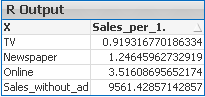 R Output
X Sales_per_1.
TV 0.919316770186334
Newspaper 1.24645962732919
Online 3.51608695652174
Sales_without_ad 9561.42857142857